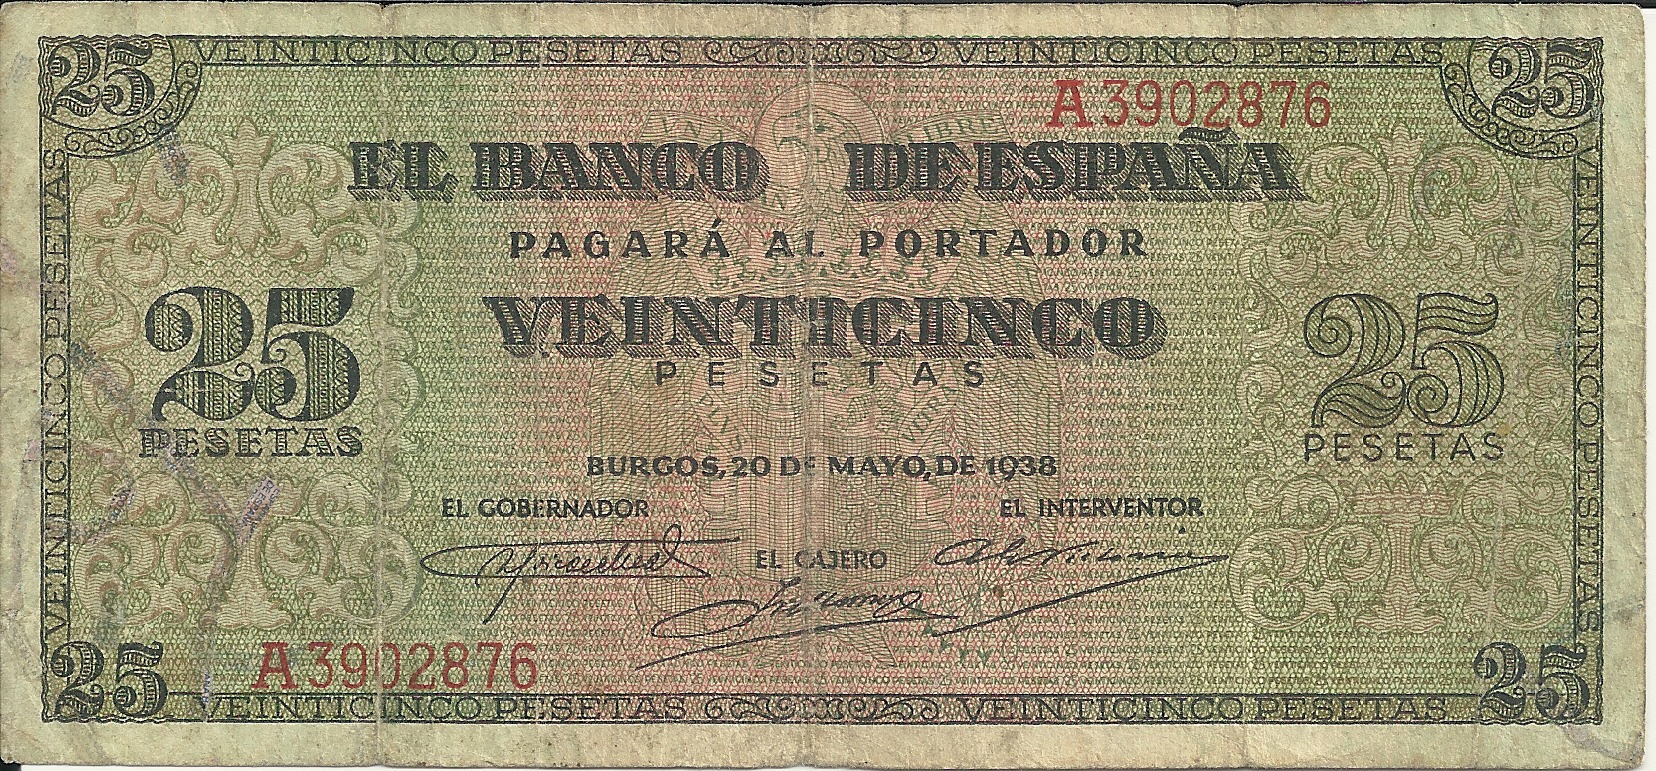 25 VEINTICINCO PESETAS VEINTICINCO PESETAS 25
A3902876
EL BANCO DE ESPAÑA
PAGARÁ AL PORTADOR
VEINTICINCO
PESETAS
25
PESETAS
25
PESETAS
VEINTICINCO PESETAS
VEINTICINCO PESETAS
BURGOS, 20 DE MAYO, DE 1938
EL GOBERNADOR
EL INTERVENTOR
EL CAJERO
A3902876
25 VEINTICINCO PESETAS VEINTICINCO PESETAS 25